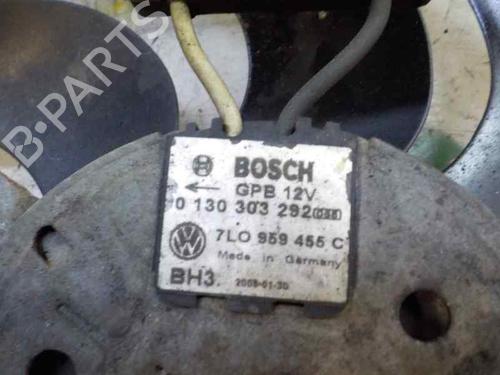 BOSCH
GPB 12V
0 130 303 292
7L0 959 455 C
Made in Germany
BH3. 2008-01-30
B-PARTS